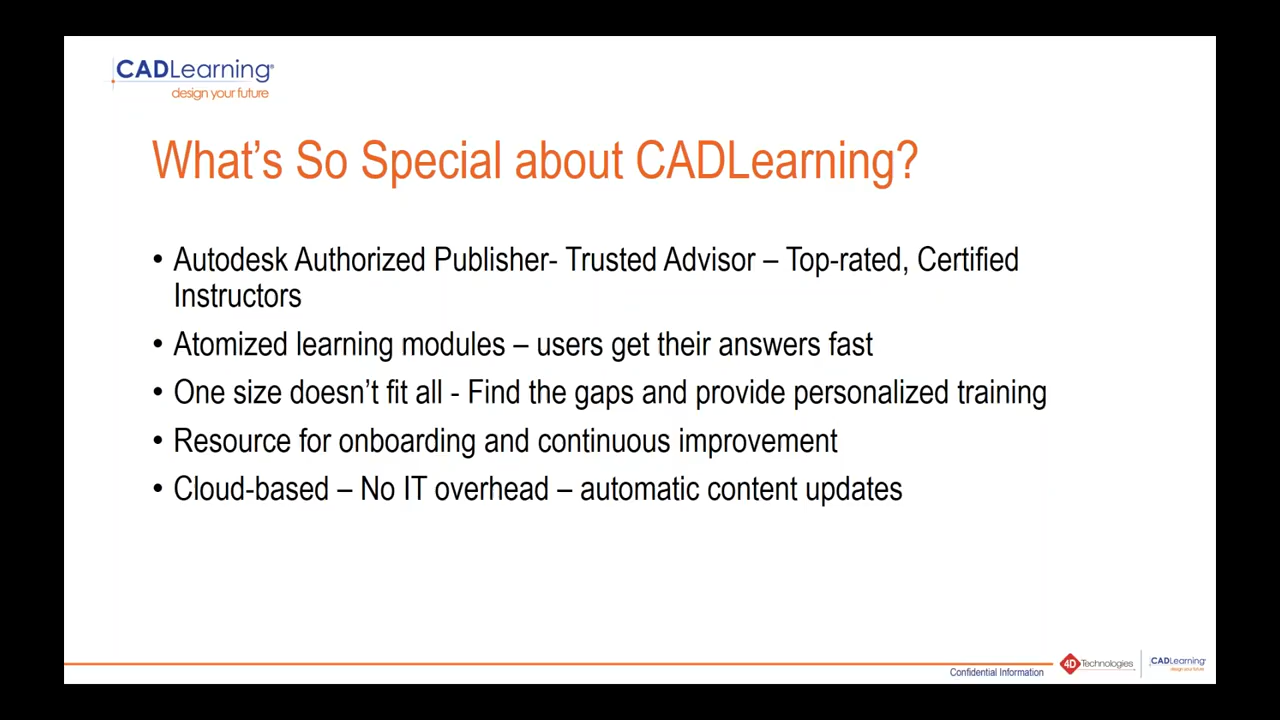 CADLearning®
design your future
What's So Special about CADLearning?
• Autodesk Authorized Publisher- Trusted Advisor – Top-rated, Certified
Instructors
• Atomized learning modules – users get their answers fast
• One size doesn't fit all - Find the gaps and provide personalized training
• Resource for onboarding and continuous improvement
• Cloud-based – No IT overhead – automatic content updates
Confidential Information
4D Technologies
CADLearning®
design your future